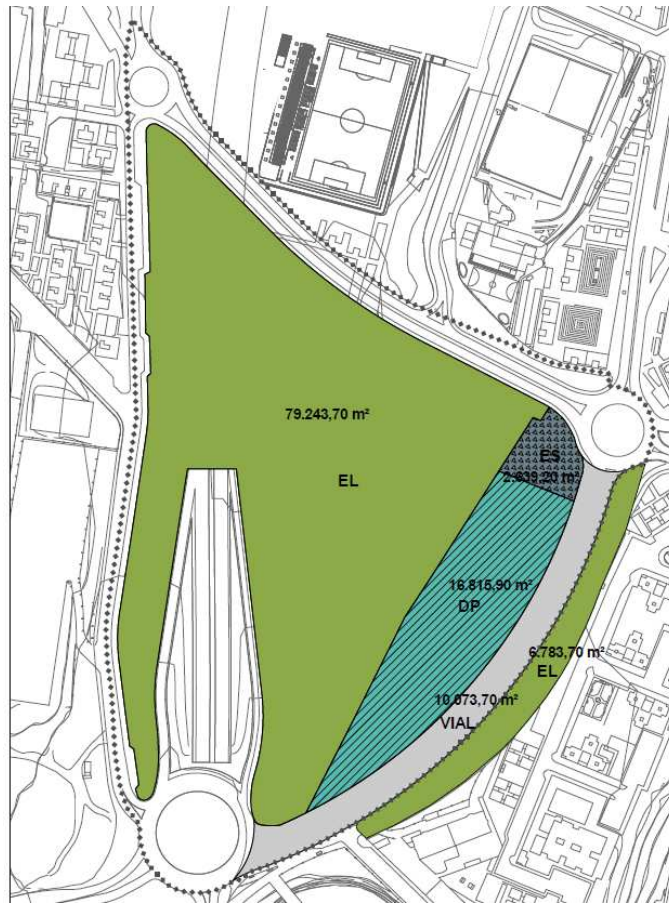 79.243,70 m²
EL
ES
2.639,20 m²
16.815,90 m²
DP
6.783,70 m²
EL
10.073,70 m²
VIAL